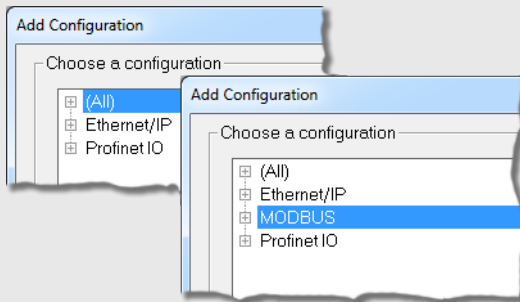 Add Configuration
Choose a configuration
(All)
Ethernet/IP
Profinet IO
Add Configuration
Choose a configuration
(All)
Ethernet/IP
MODBUS
Profinet IO